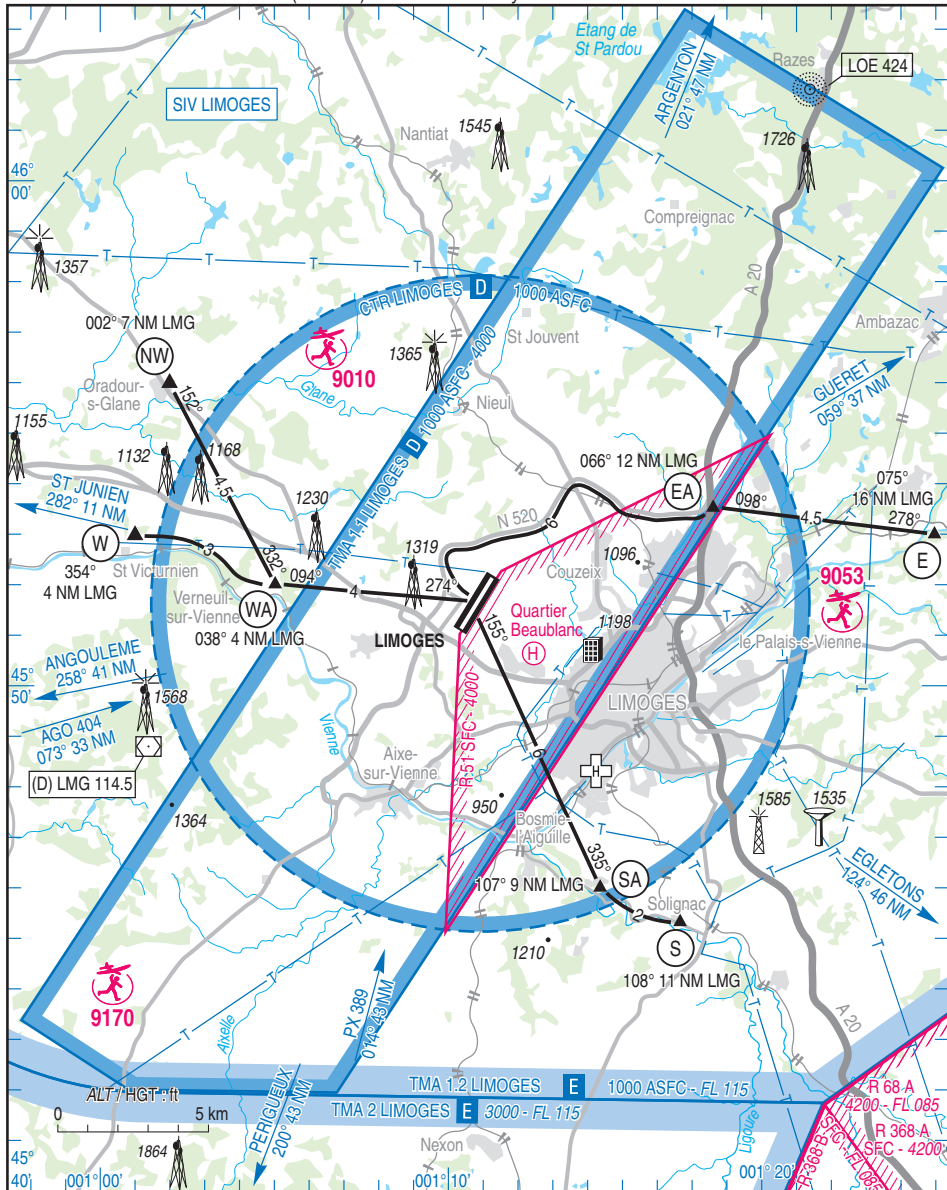 Etang de
St Pardou
Razes
LOE 424
ARGENTON
021° 47 NM
SIV LIMOGES
1545
Nantiat
1726
46°
00'
Compreignac
1357
A 20
CTR LIMOGES D 1000 ASFC
002° 7 NM LMG
NW
9010
1365
St Jouvent
Ambazac
Oradour-
s-Glane
Glane
152°
TMA 1.1 LIMOGES D 1000 ASFC - 4000
Nieul
GUERET
059° 37 NM
1155
1132
1168
4.5
066° 12 NM LMG
EA
098°
075°
16 NM LMG
278°
4.5
E
ST JUNIEN
282° 11 NM
1230
N 520
6
W
354°
4 NM LMG
3
St Victurnien
332°
094°
4
1319
274°
1096
Couzeix
9053
Verneuil-
sur-Vienne
WA
038° 4 NM LMG
LIMOGES
155°
Quartier
Beaublanc
H
1198
le Palais-s-Vienne
ANGOULEME
258° 41 NM
45°
50'
1568
AGO 404
073° 33 NM
Vienne
R 51 SFC - 4000
LIMOGES
(D) LMG 114.5
Aixe-
sur-Vienne
6
H
1364
950
1585
1535
Bosmie-
l'Aiguille
335°
107° 9 NM LMG
SA
EGLETONS
124° 46 NM
2
Solignac
S
108° 11 NM LMG
1210
9170
Aixette
PX 389
014° 43 NM
A 20
ALT / HGT : ft
0 5 km
TMA 1.2 LIMOGES E 1000 ASFC - FL 115
TMA 2 LIMOGES E 3000 - FL 115
R 68 A
4200 - FL 085
R 368 A
SFC - 4200
R 368 B - SFC - FL 085
PERIGUEUX
200° 43 NM
Ligoure
Nexon
1864
45°
40'
001° 00'
001° 10'
001° 20'